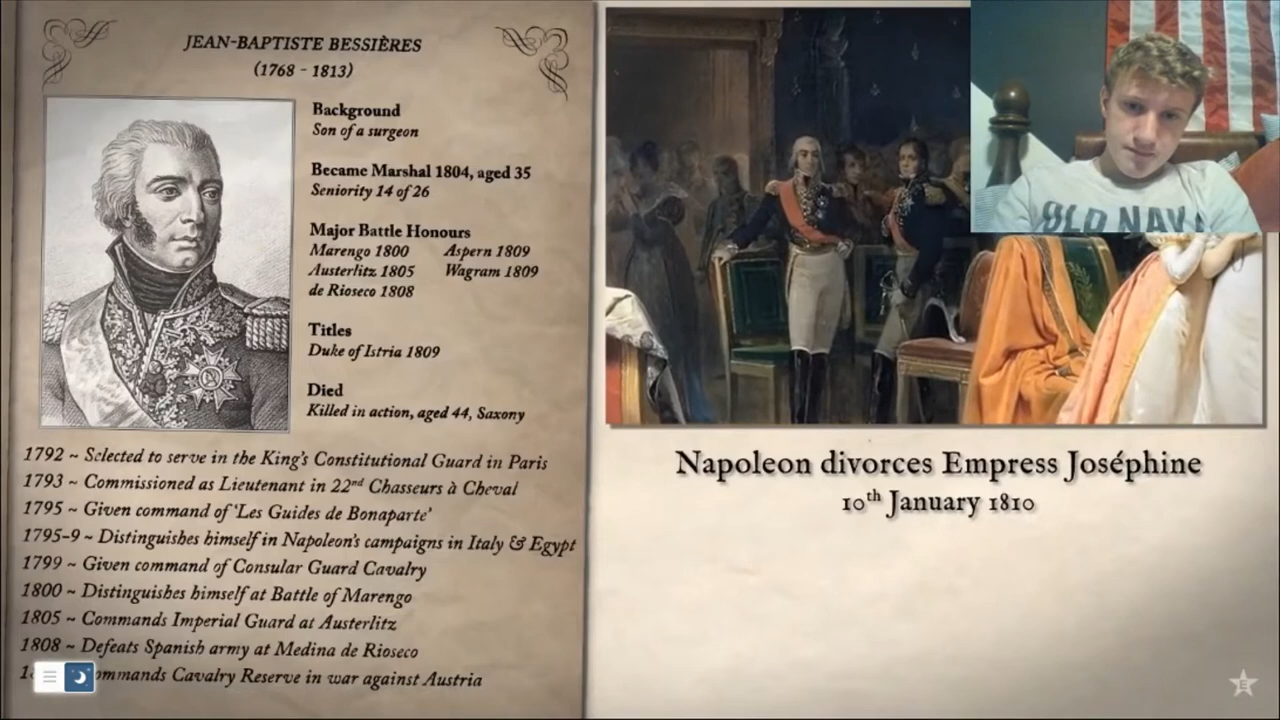 JEAN-BAPTISTE BESSIÈRES
(1768 - 1813)
Background
Son of a surgeon
Became Marshal 1804, aged 35
Seniority 14 of 26
Major Battle Honours
Marengo 1800 Aspern 1809
Austerlitz 1805 Wagram 1809
de Rioseco 1808
Titles
Duke of Istria 1809
Died
Killed in action, aged 44, Saxony
1792 ~ Selected to serve in the King's Constitutional Guard in Paris
1793 ~ Commissioned as Lieutenant in 22nd Chasseurs à Cheval
1795 ~ Given command of 'Les Guides de Bonaparte'
1795-9 ~ Distinguishes himself in Napoleon's campaigns in Italy & Egypt
1799 ~ Given command of Consular Guard Cavalry
1800 ~ Distinguishes himself at Battle of Marengo
1805 ~ Commands Imperial Guard at Austerlitz
1808 ~ Defeats Spanish army at Medina de Rioseco
ommands Cavalry Reserve in war against Austria
Napoleon divorces Empress Joséphine
10th January 1810
OLD NAVY
E